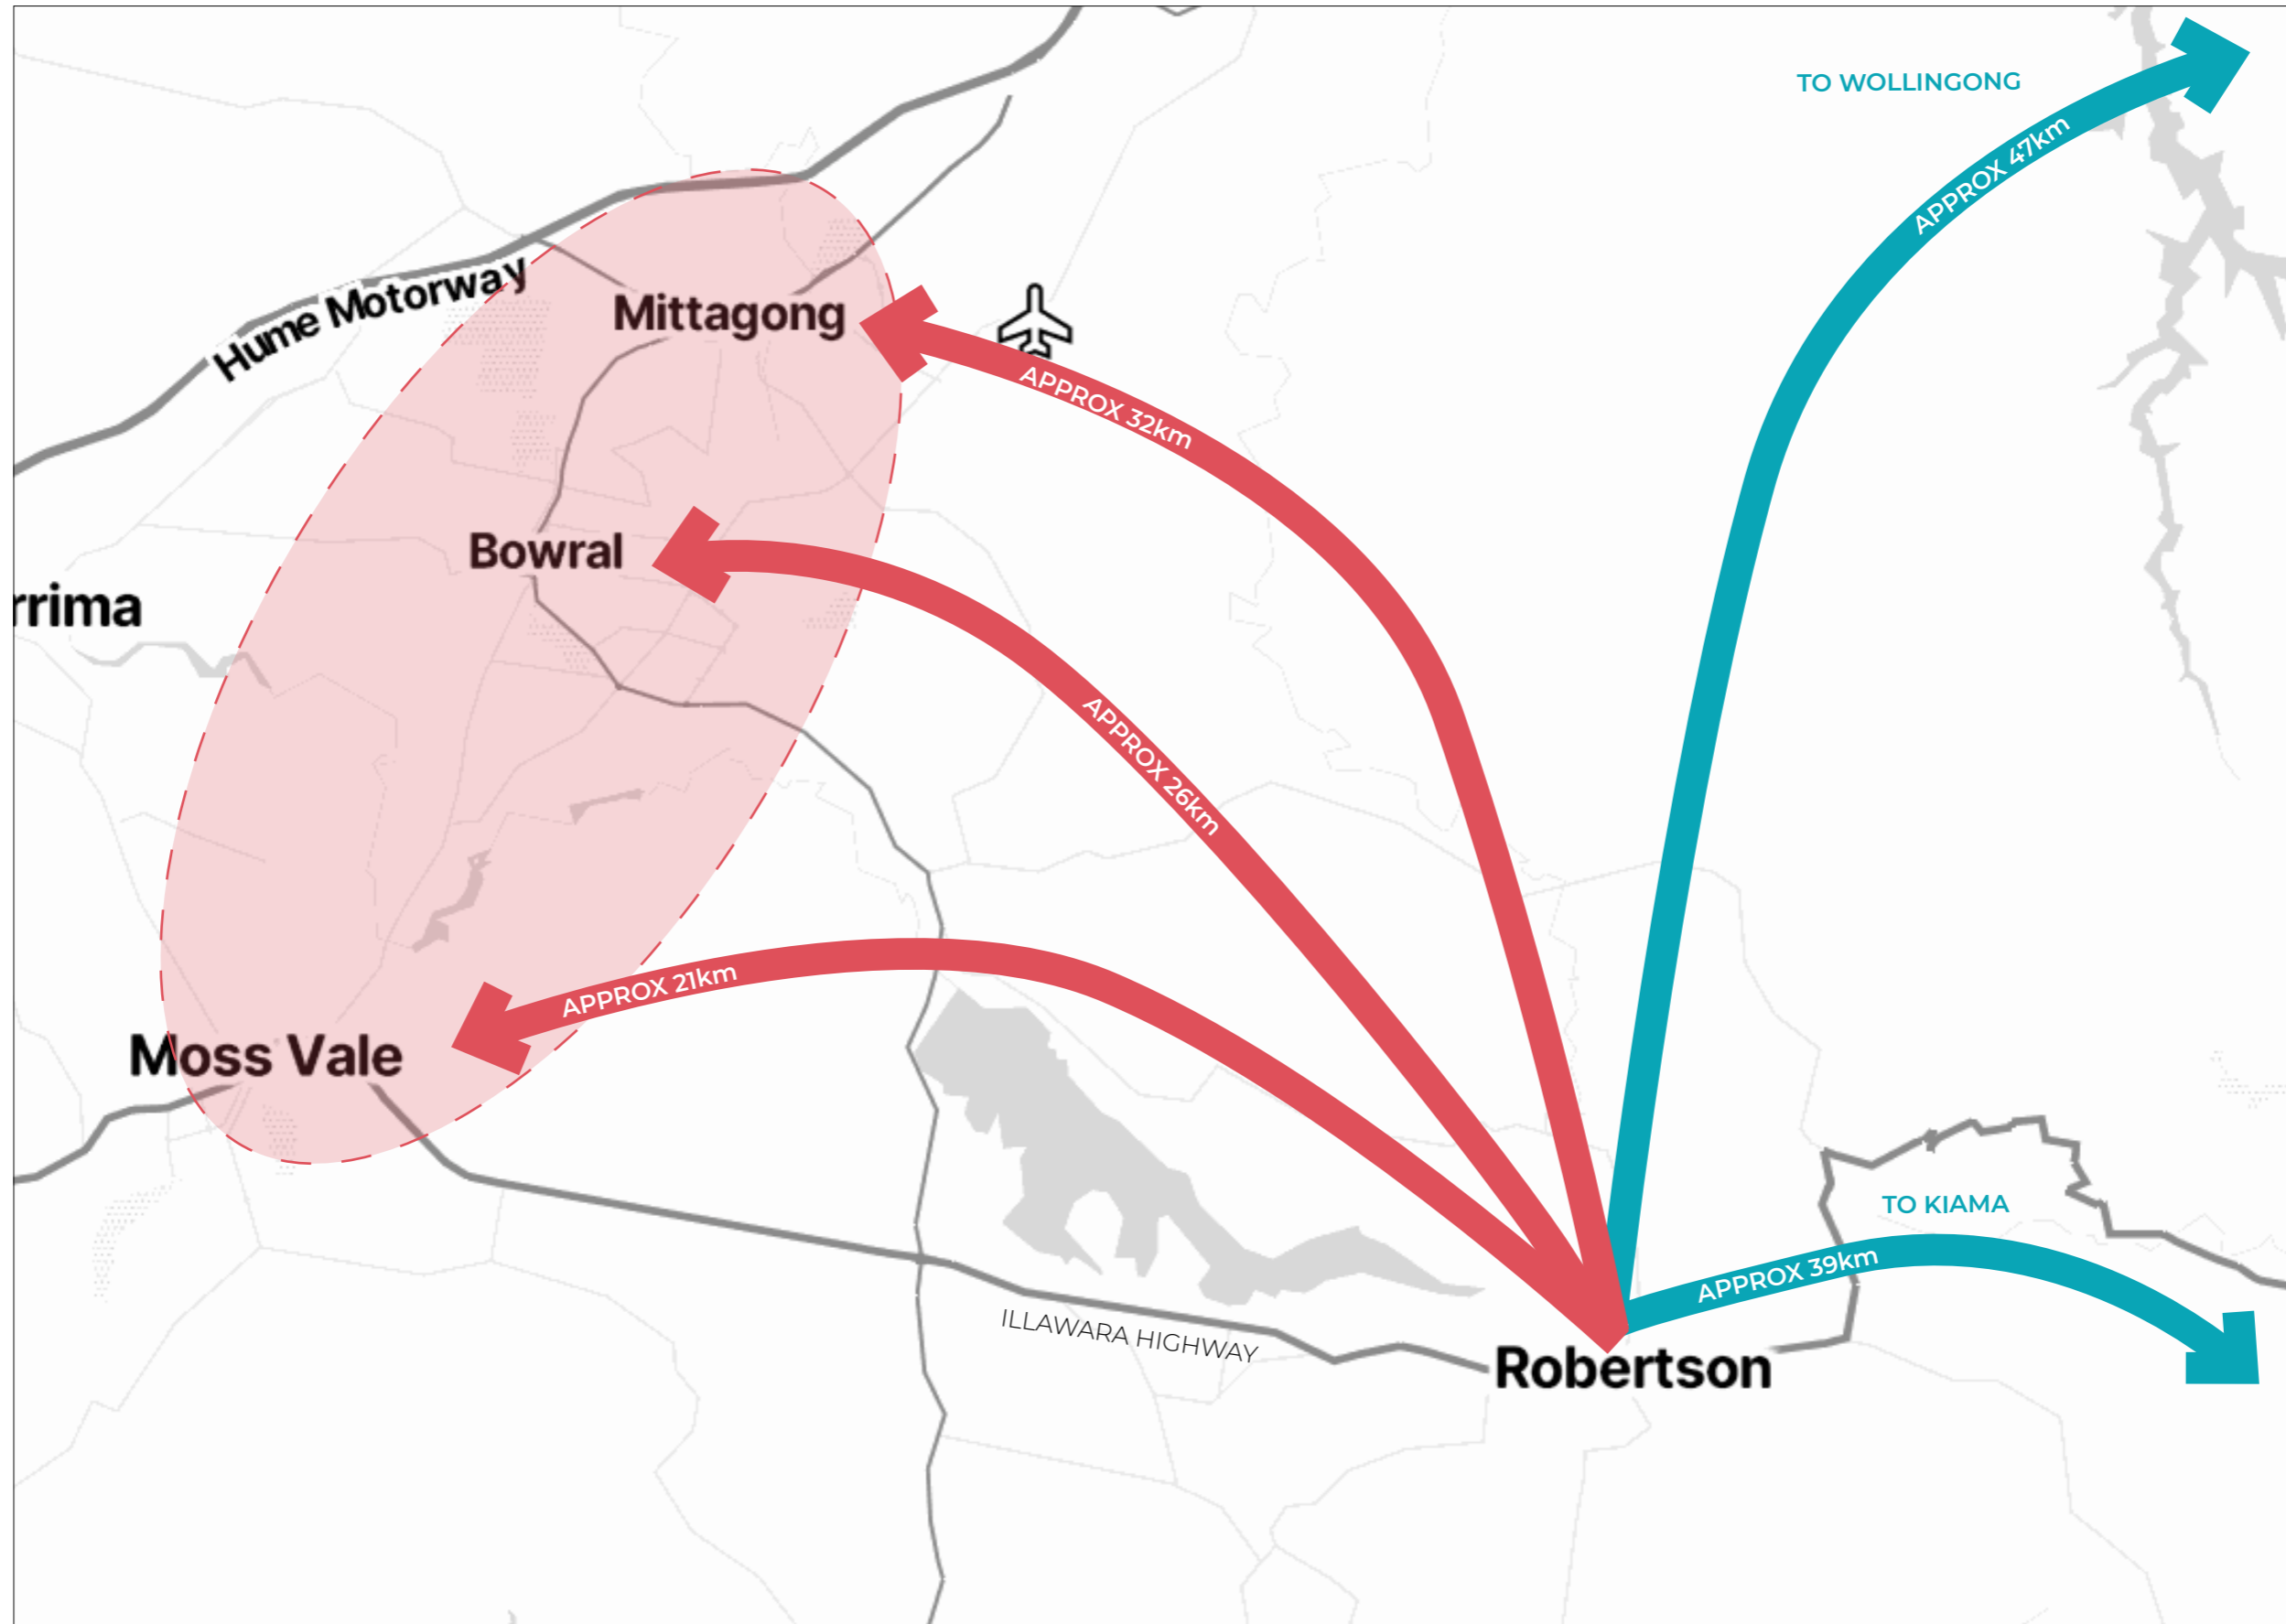 TO WOLLINGONG
APPROX 47km
Hume Motorway
Mittagong
APPROX 32km
Bowral
rrima
APPROX 26km
APPROX 21km
Moss Vale
TO KIAMA
APPROX 39km
ILLAWARA HIGHWAY
Robertson